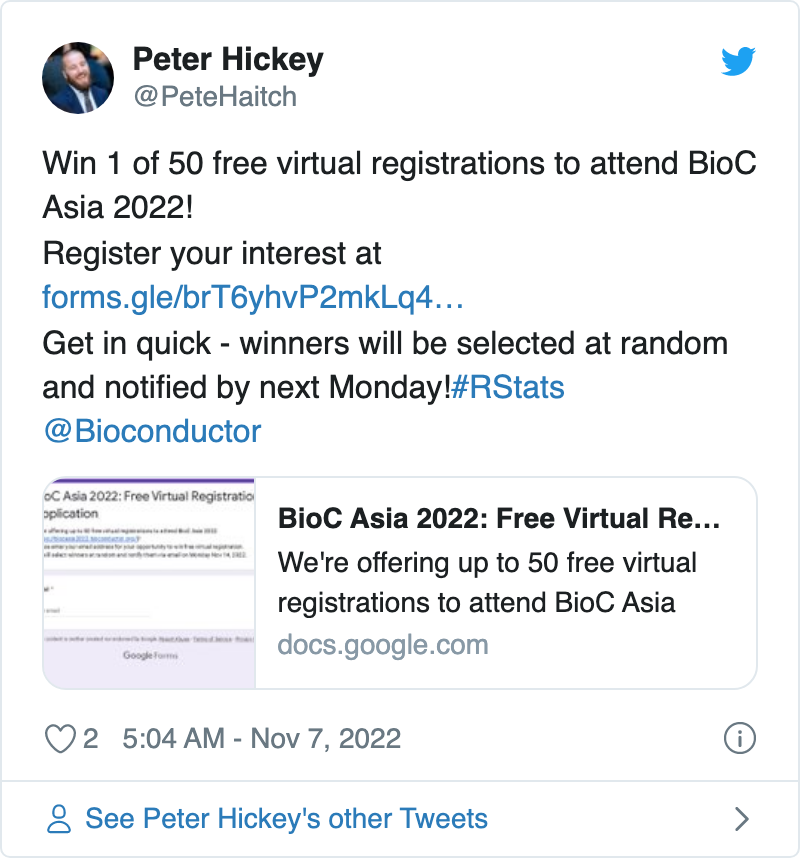 Peter Hickey
@PeteHaitch
Win 1 of 50 free virtual registrations to attend BioC
Asia 2022!
Register your interest at
forms.gle/brT6yhvP2mkLq4…
Get in quick - winners will be selected at random
and notified by next Monday!#RStats
@Bioconductor
oC Asia 2022: Free Virtual Registratio
pplication
Google Forms
BioC Asia 2022: Free Virtual Re...
We're offering up to 50 free virtual
registrations to attend BioC Asia
docs.google.com
2 5:04 AM - Nov 7, 2022
See Peter Hickey's other Tweets